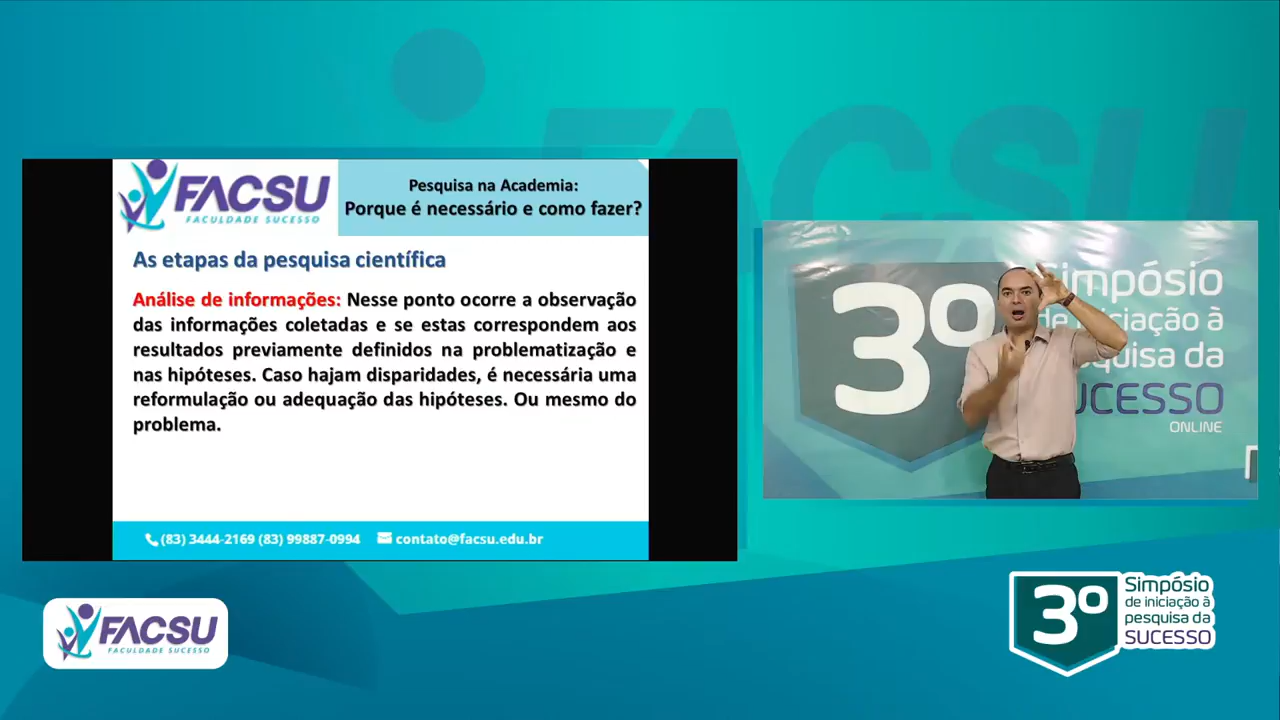 FACSU
FACSU
FACULDADE SUCESSO
Pesquisa na Academia:
Porque é necessário e como fazer?
As etapas da pesquisa científica
Análise de informações: Nesse ponto ocorre a observação
das informações coletadas e se estas correspondem aos
resultados previamente definidos na problematização e
nas hipóteses. Caso hajam disparidades, é necessária uma
reformulação ou adequação das hipóteses. Ou mesmo do
problema.
(83) 3444-2169 (83) 99887-0994 contato@facsu.edu.br
3º
Simpósio
de iniciação à
pesquisa da
SUCESSO
ONLINE
FACSU
FACULDADE SUCESSO
3º
Simpósio
de iniciação à
pesquisa da
SUCESSO